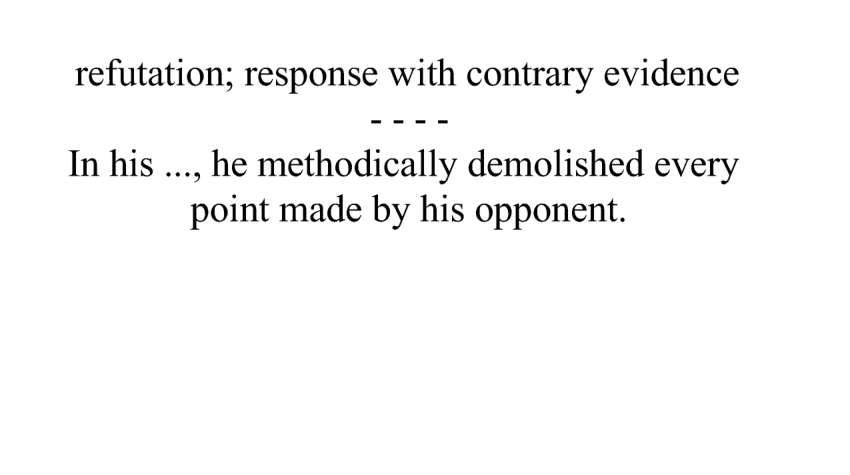 refutation; response with contrary evidence
- - - -
In his ..., he methodically demolished every
point made by his opponent.